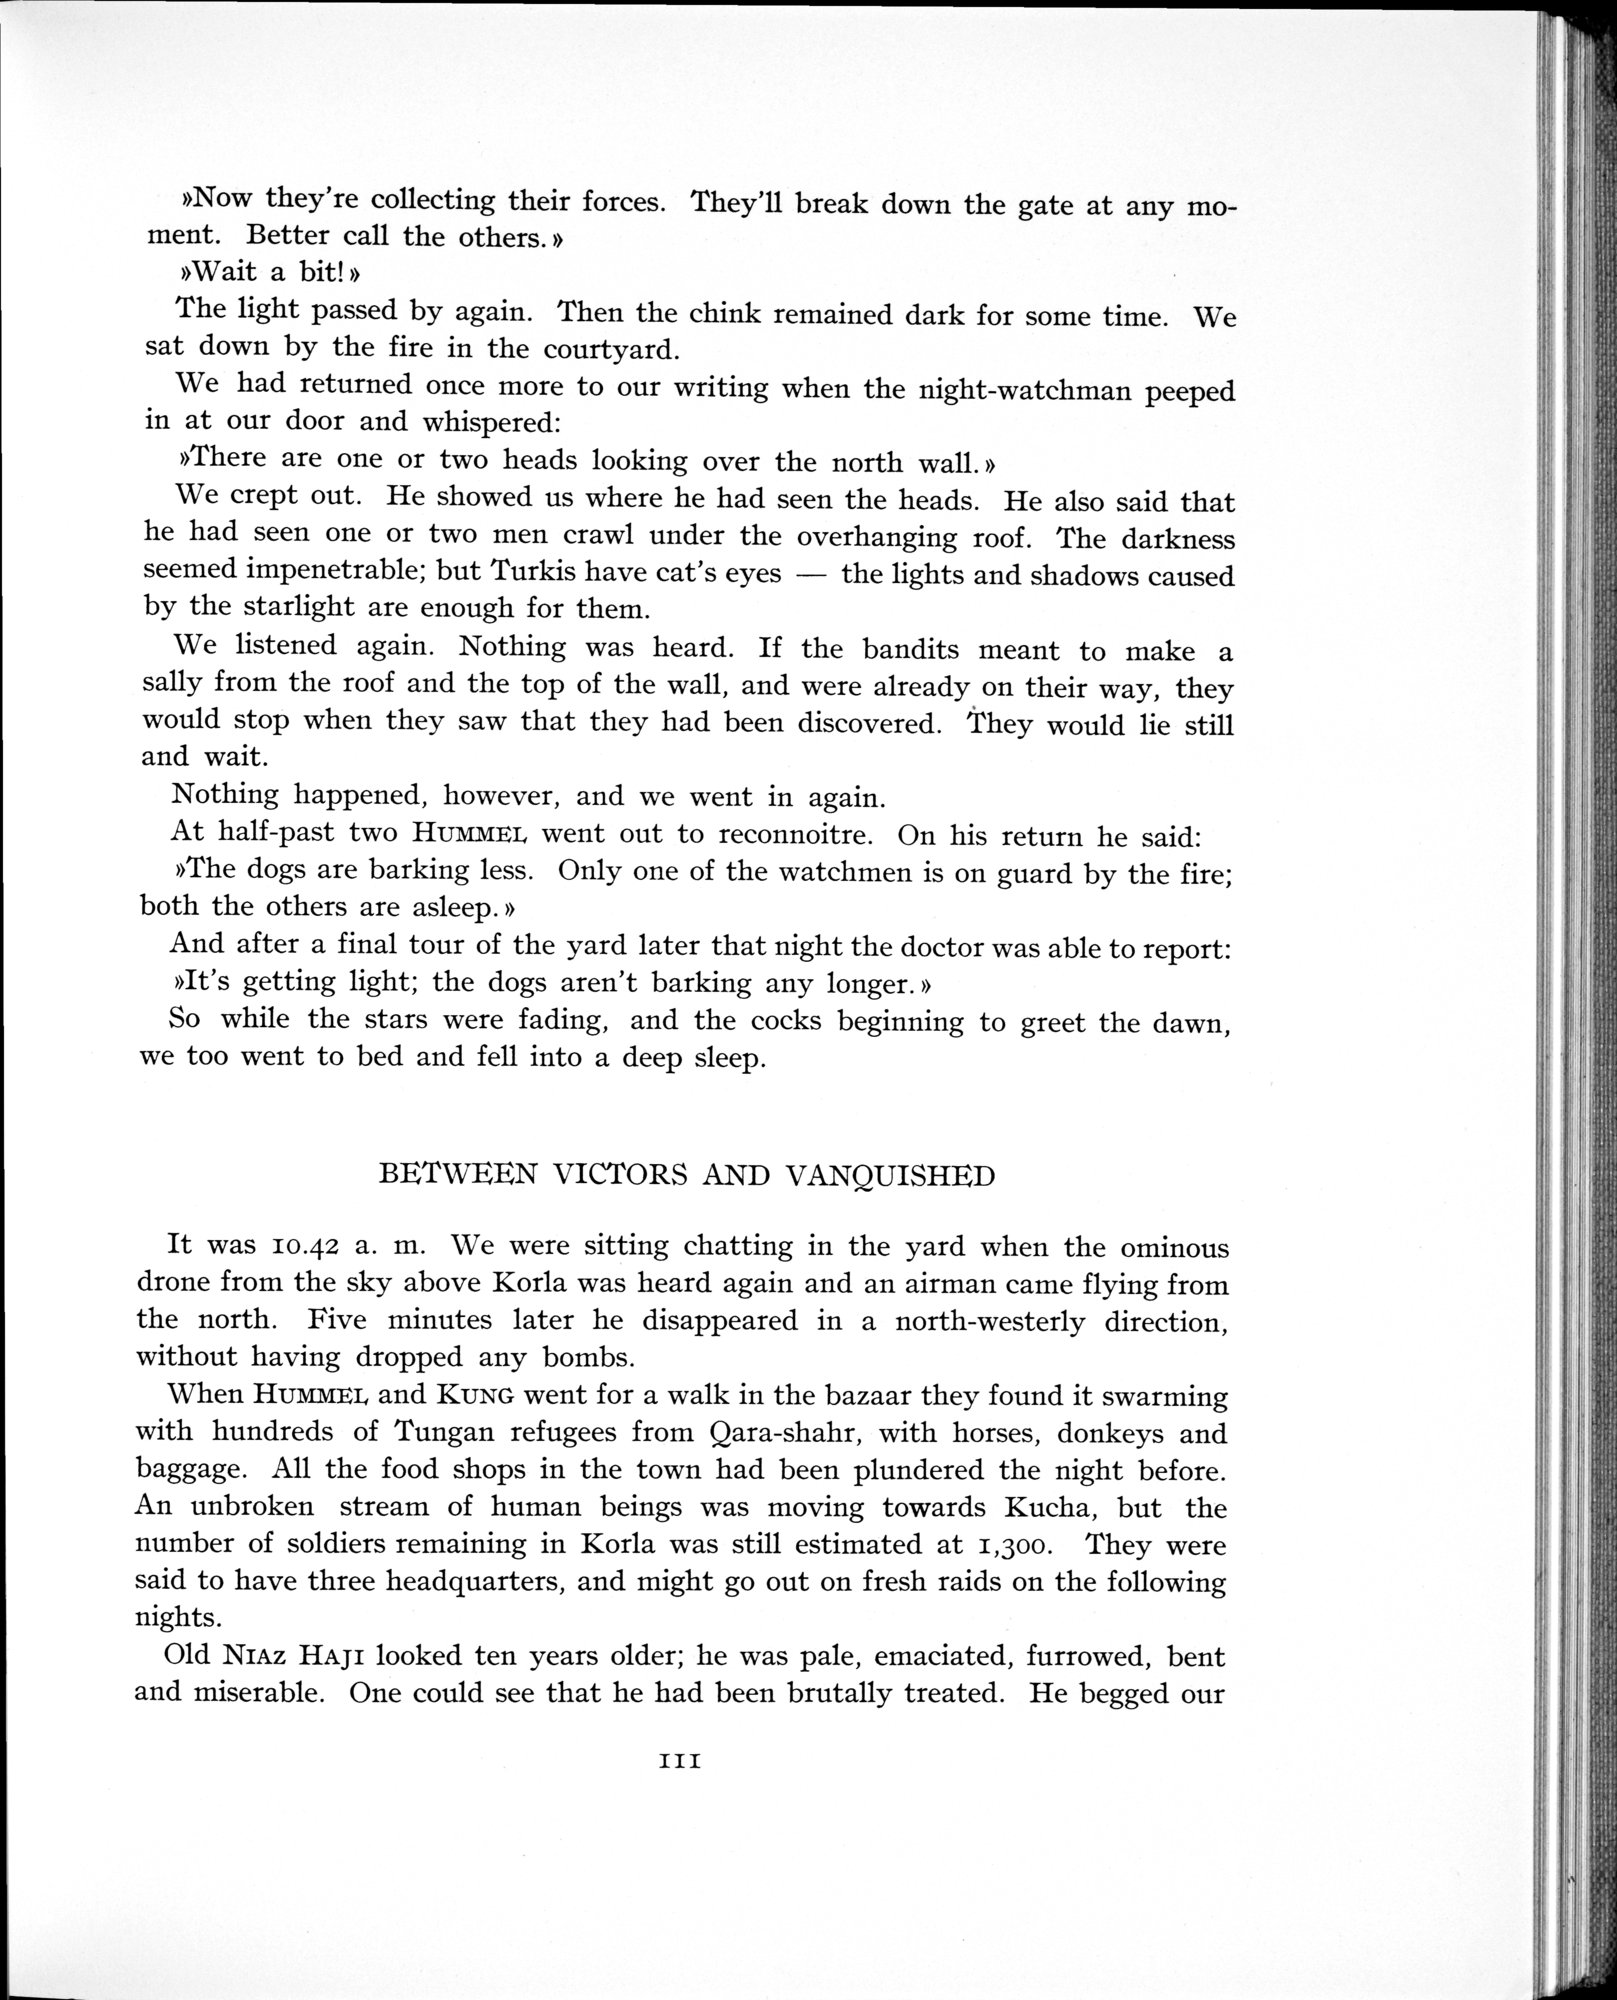 »Now they're collecting their forces. They'll break down the gate at any mo-
ment. Better call the others.»
»Wait a bit!»
The light passed by again. Then the chink remained dark for some time. We
sat down by the fire in the courtyard.
We had returned once more to our writing when the night-watchman peeped
in at our door and whispered:
»There are one or two heads looking over the north wall.»
We crept out. He showed us where he had seen the heads. He also said that
he had seen one or two men crawl under the overhanging roof. The darkness
seemed impenetrable; but Turkis have cat's eyes — the lights and shadows caused
by the starlight are enough for them.
We listened again. Nothing was heard. If the bandits meant to make a
sally from the roof and the top of the wall, and were already on their way, they
would stop when they saw that they had been discovered. They would lie still
and wait.
Nothing happened, however, and we went in again.
At half-past two HUMMEL went out to reconnoitre. On his return he said:
»The dogs are barking less. Only one of the watchmen is on guard by the fire;
both the others are asleep.»
And after a final tour of the yard later that night the doctor was able to report:
»It's getting light; the dogs aren't barking any longer.»
So while the stars were fading, and the cocks beginning to greet the dawn,
we too went to bed and fell into a deep sleep.
BETWEEN VICTORS AND VANQUISHED
It was 10.42 a. m. We were sitting chatting in the yard when the ominous
drone from the sky above Korla was heard again and an airman came flying from
the north. Five minutes later he disappeared in a north-westerly direction,
without having dropped any bombs.
When HUMMEL and KUNG went for a walk in the bazaar they found it swarming
with hundreds of Tungan refugees from Qara-shahr, with horses, donkeys and
baggage. All the food shops in the town had been plundered the night before.
An unbroken stream of human beings was moving towards Kucha, but the
number of soldiers remaining in Korla was still estimated at 1,300. They were
said to have three headquarters, and might go out on fresh raids on the following
nights.
Old NIAZ HAJI looked ten years older; he was pale, emaciated, furrowed, bent
and miserable. One could see that he had been brutally treated. He begged our
111